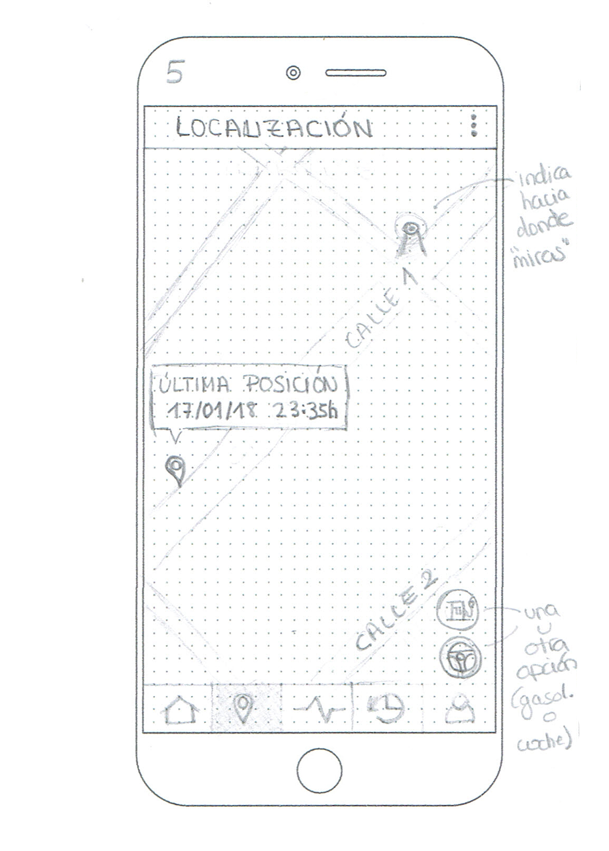 5
LOCALIZACIÓN
indica
hacia
donde
"miras"
CALLE 1
ÚLTIMA POSICIÓN
17/01/18 23:35h
CALLE 2
una
u
otra
opción
(gasol.
o
coche)